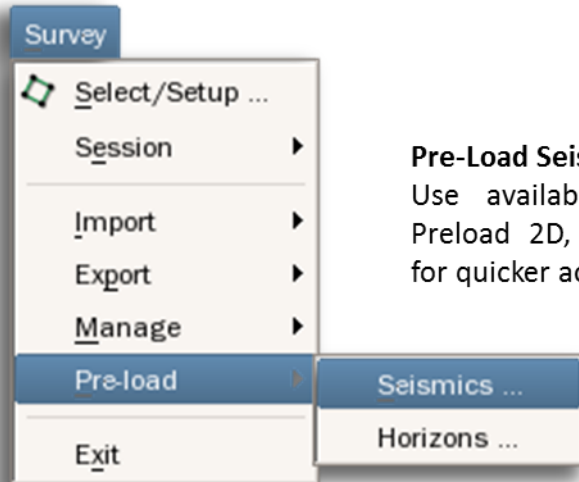 Survey
Select/Setup ...
Session
Import
Export
Manage
Pre-load
Exit
Seismics ...
Horizons ...
Pre-Load
Use
Preload 2D,
for quicker